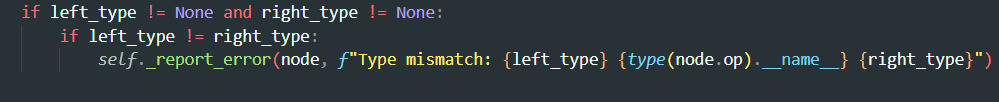 if left_type != None and right_type != None:
if left_type != right_type:
self._report_error(node, f"Type mismatch: {left_type} {type(node.op).__name__} {right_type}")